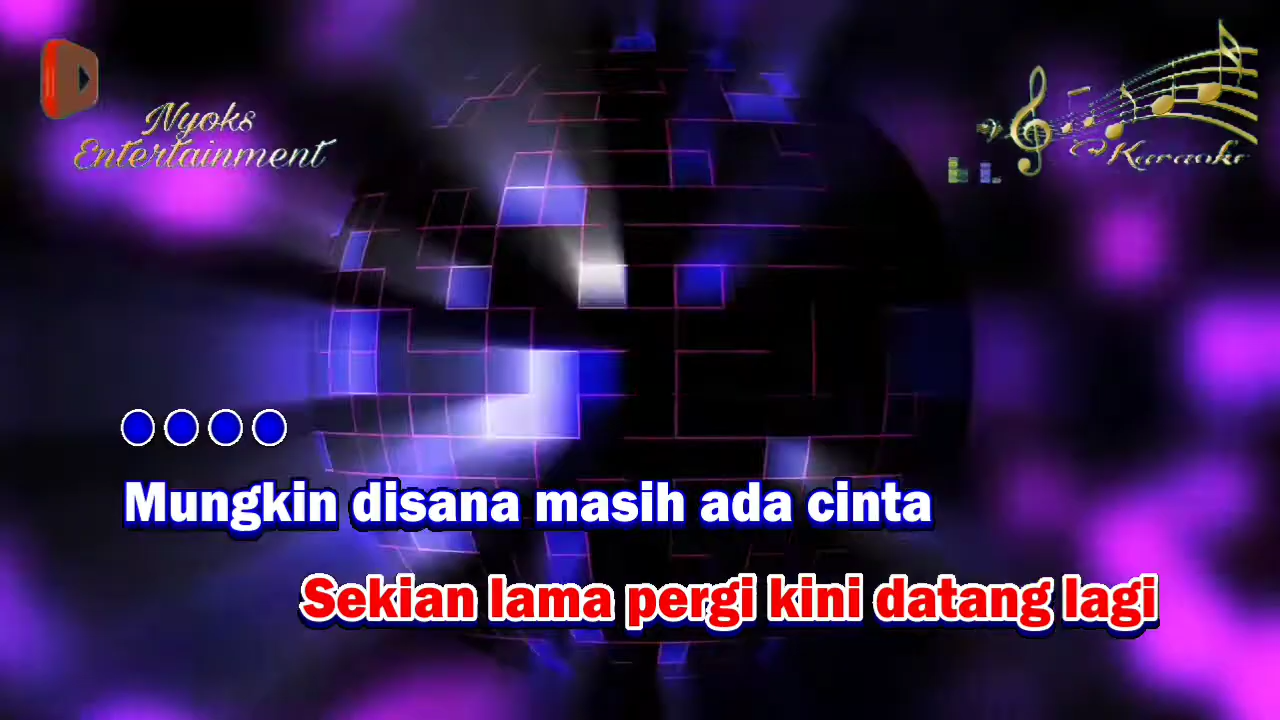 Nyoks
Entertainment
Karaoke
Mungkin disana masih ada cinta
Sekian lama pergi kini datang lagi